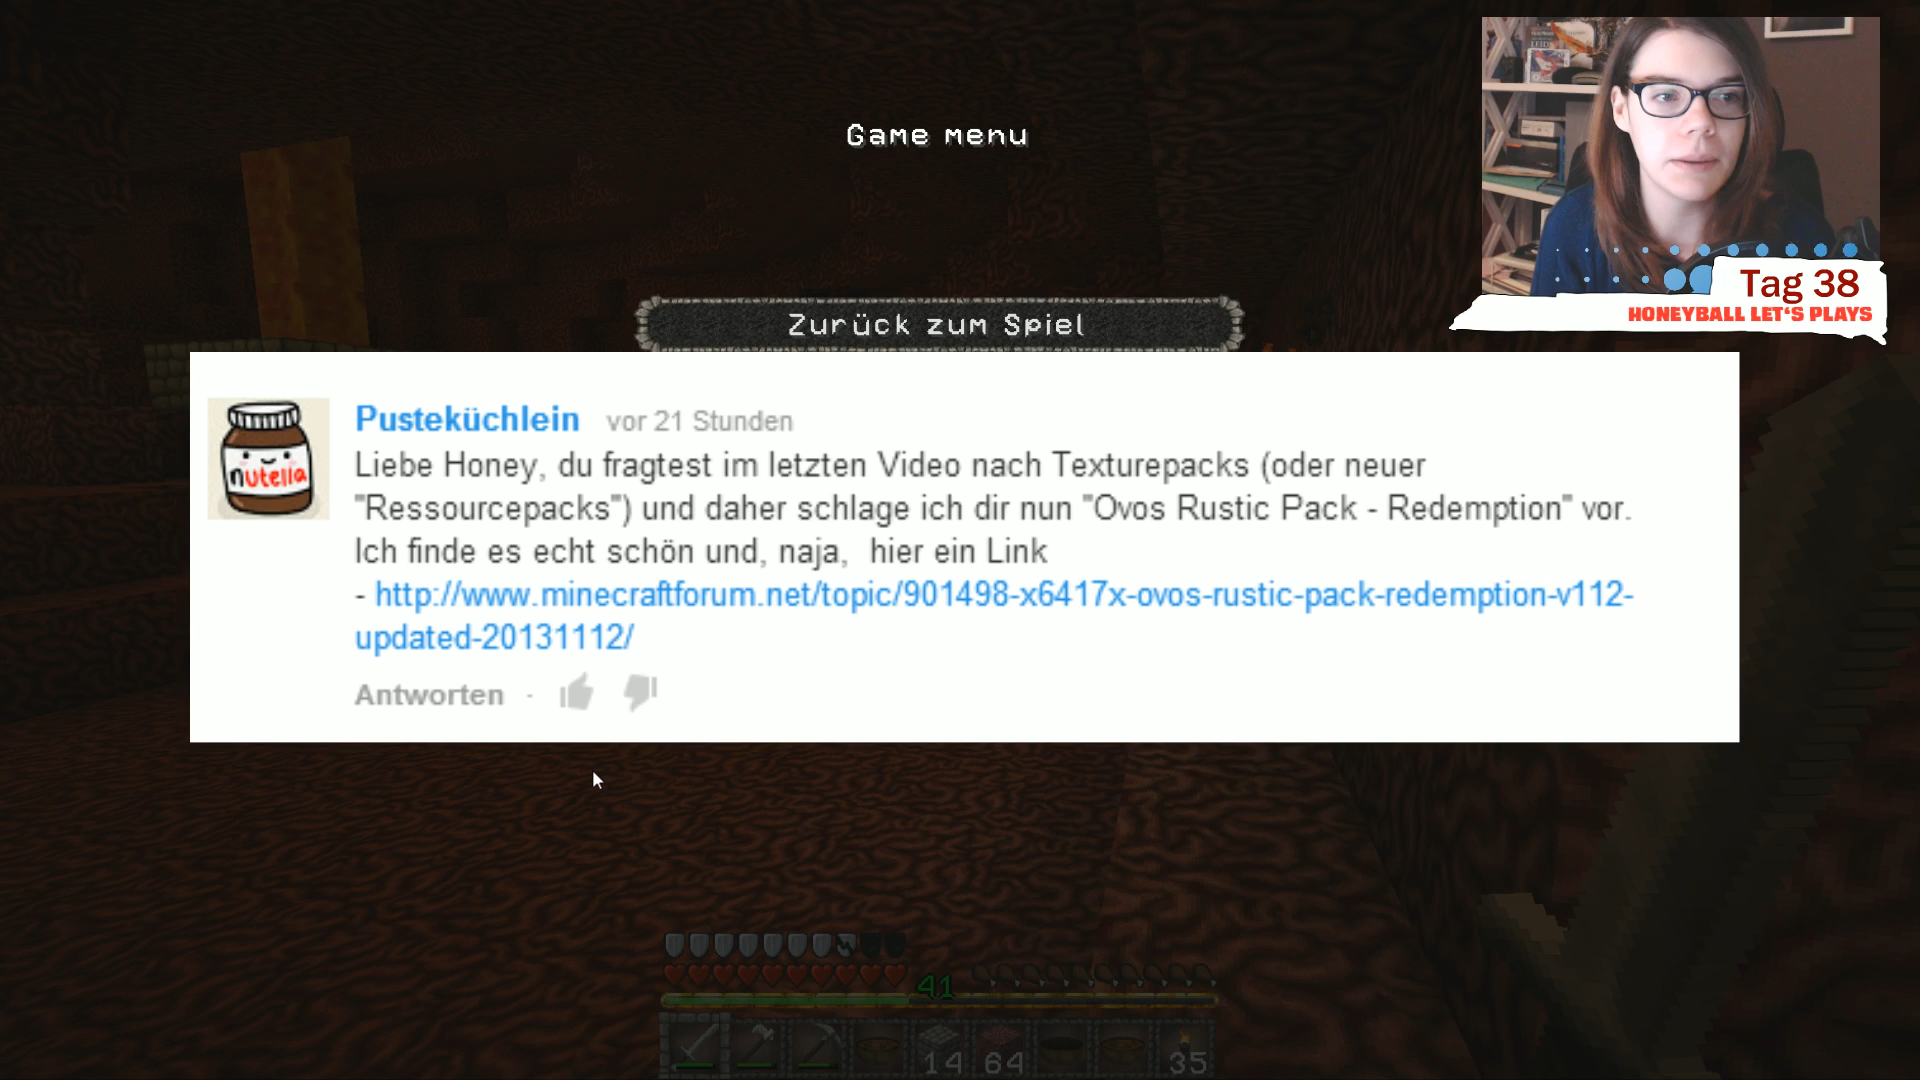 Game menu
Zurück zum Spiel
Tag 38
HONEYBALL LET'S PLAYS
nutella
Pusteküchlein vor 21 Stunden
Liebe Honey, du fragtest im letzten Video nach Texturepacks (oder neuer
"Ressourcepacks") und daher schlage ich dir nun "Ovos Rustic Pack - Redemption" vor.
Ich finde es echt schön und, naja, hier ein Link
- http://www.minecraftforum.net/topic/901498-x6417x-ovos-rustic-pack-redemption-v112-
updated-20131112/
Antworten ·
41
14 64 35